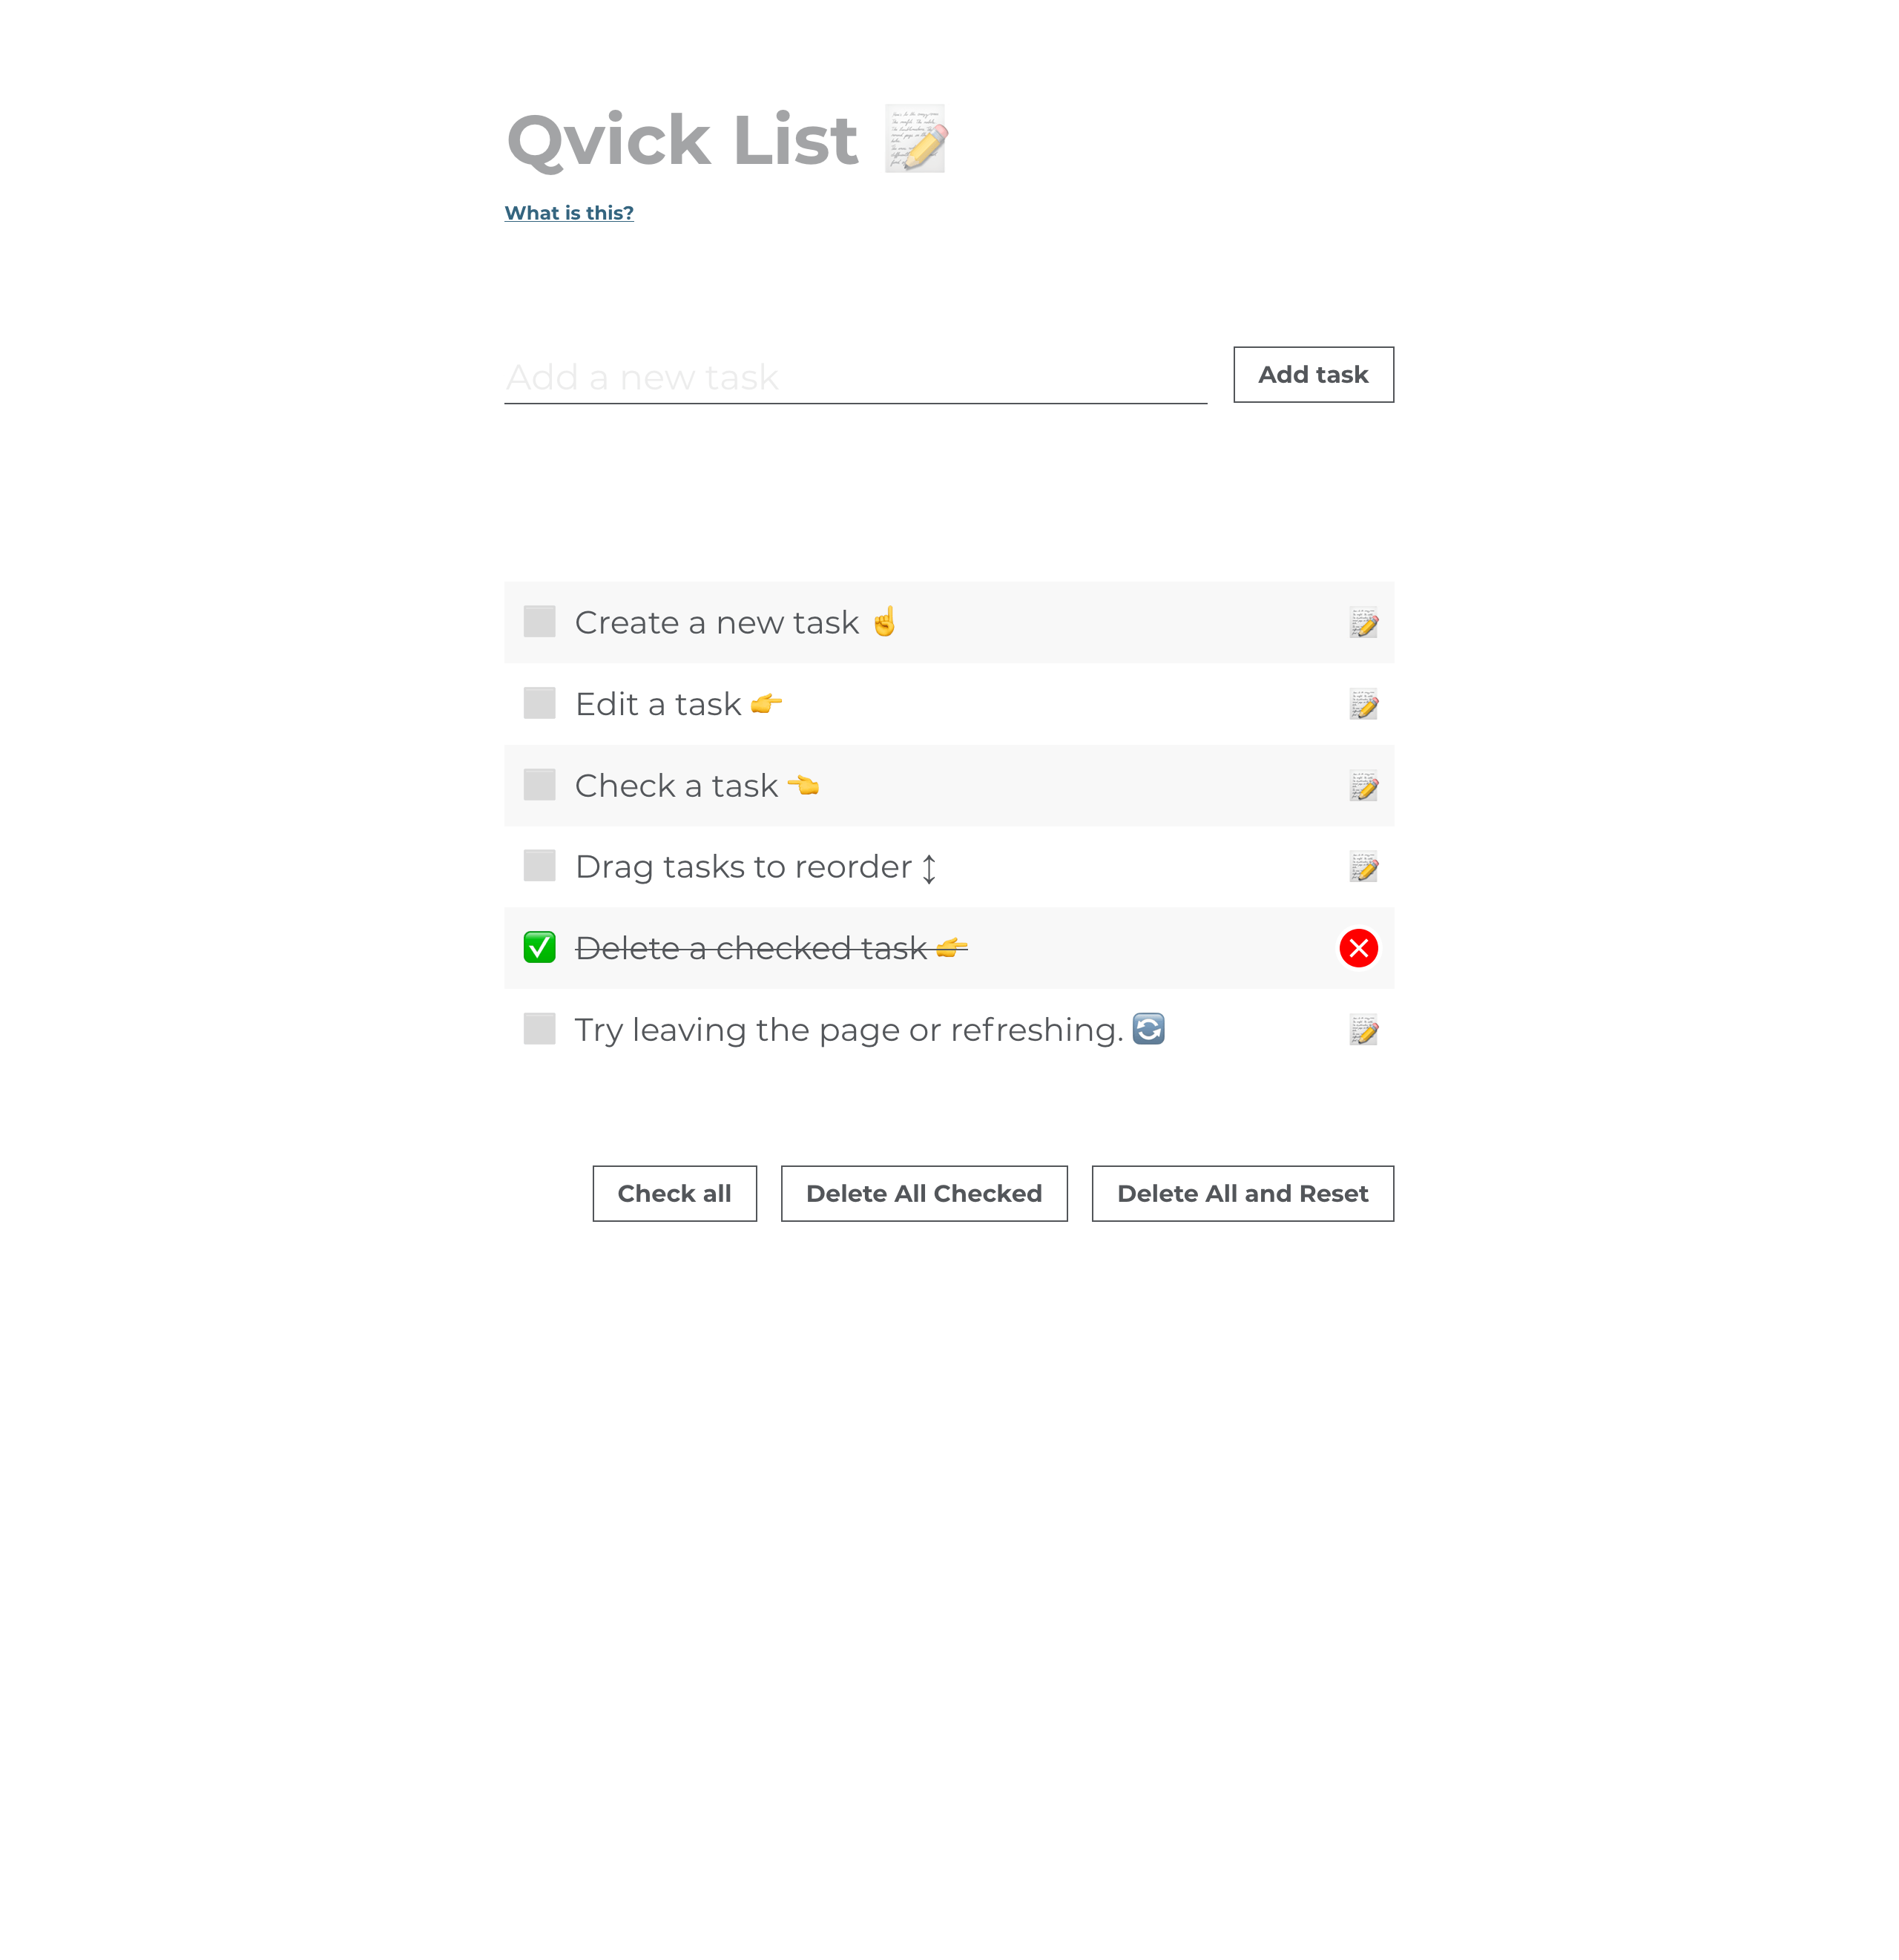 Qvick List 📝
What is this?
Add a new task
Add task
Create a new task ☝️
Edit a task 👉
Check a task 👈
Drag tasks to reorder ↕
Delete a checked task 👉
Try leaving the page or refreshing. 🔄
Check all
Delete All Checked
Delete All and Reset